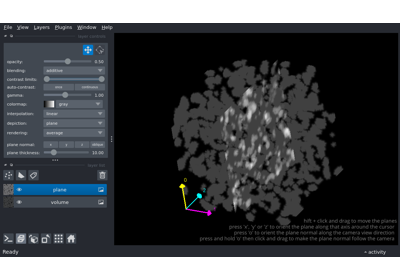 File View Layers Plugins Window Help
layer controls
opacity: 0.50
blending: additive
contrast limits:
auto-contrast: once continuous
gamma: 1.00
colormap: gray
interpolation: linear
depiction: plane
rendering: average
plane normal: x y z oblique
plane thickness: 10.00
layer list
plane
volume
0
shift + click and drag to move the planes
press 'x', 'y' or 'z' to orient the plane along that axis around the cursor
press 'o' to orient the plane normal along the camera view direction
press and hold 'o' then click and drag to make the plane normal follow the camera
Ready
activity